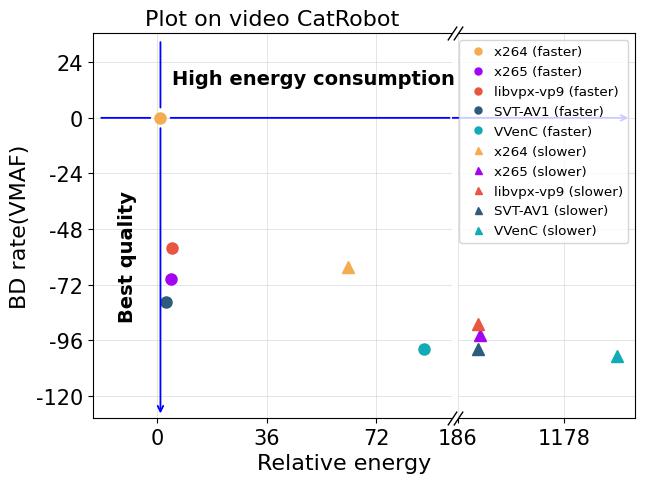 Plot on video CatRobot
High energy consumption
x264 (faster)
x265 (faster)
libvpx-vp9 (faster)
SVT-AV1 (faster)
VVenC (faster)
x264 (slower)
x265 (slower)
libvpx-vp9 (slower)
SVT-AV1 (slower)
VVenC (slower)
Best quality
BD rate(VMAF)
24
0
-24
-48
-72
-96
-120
0 36 72 186 1178
Relative energy